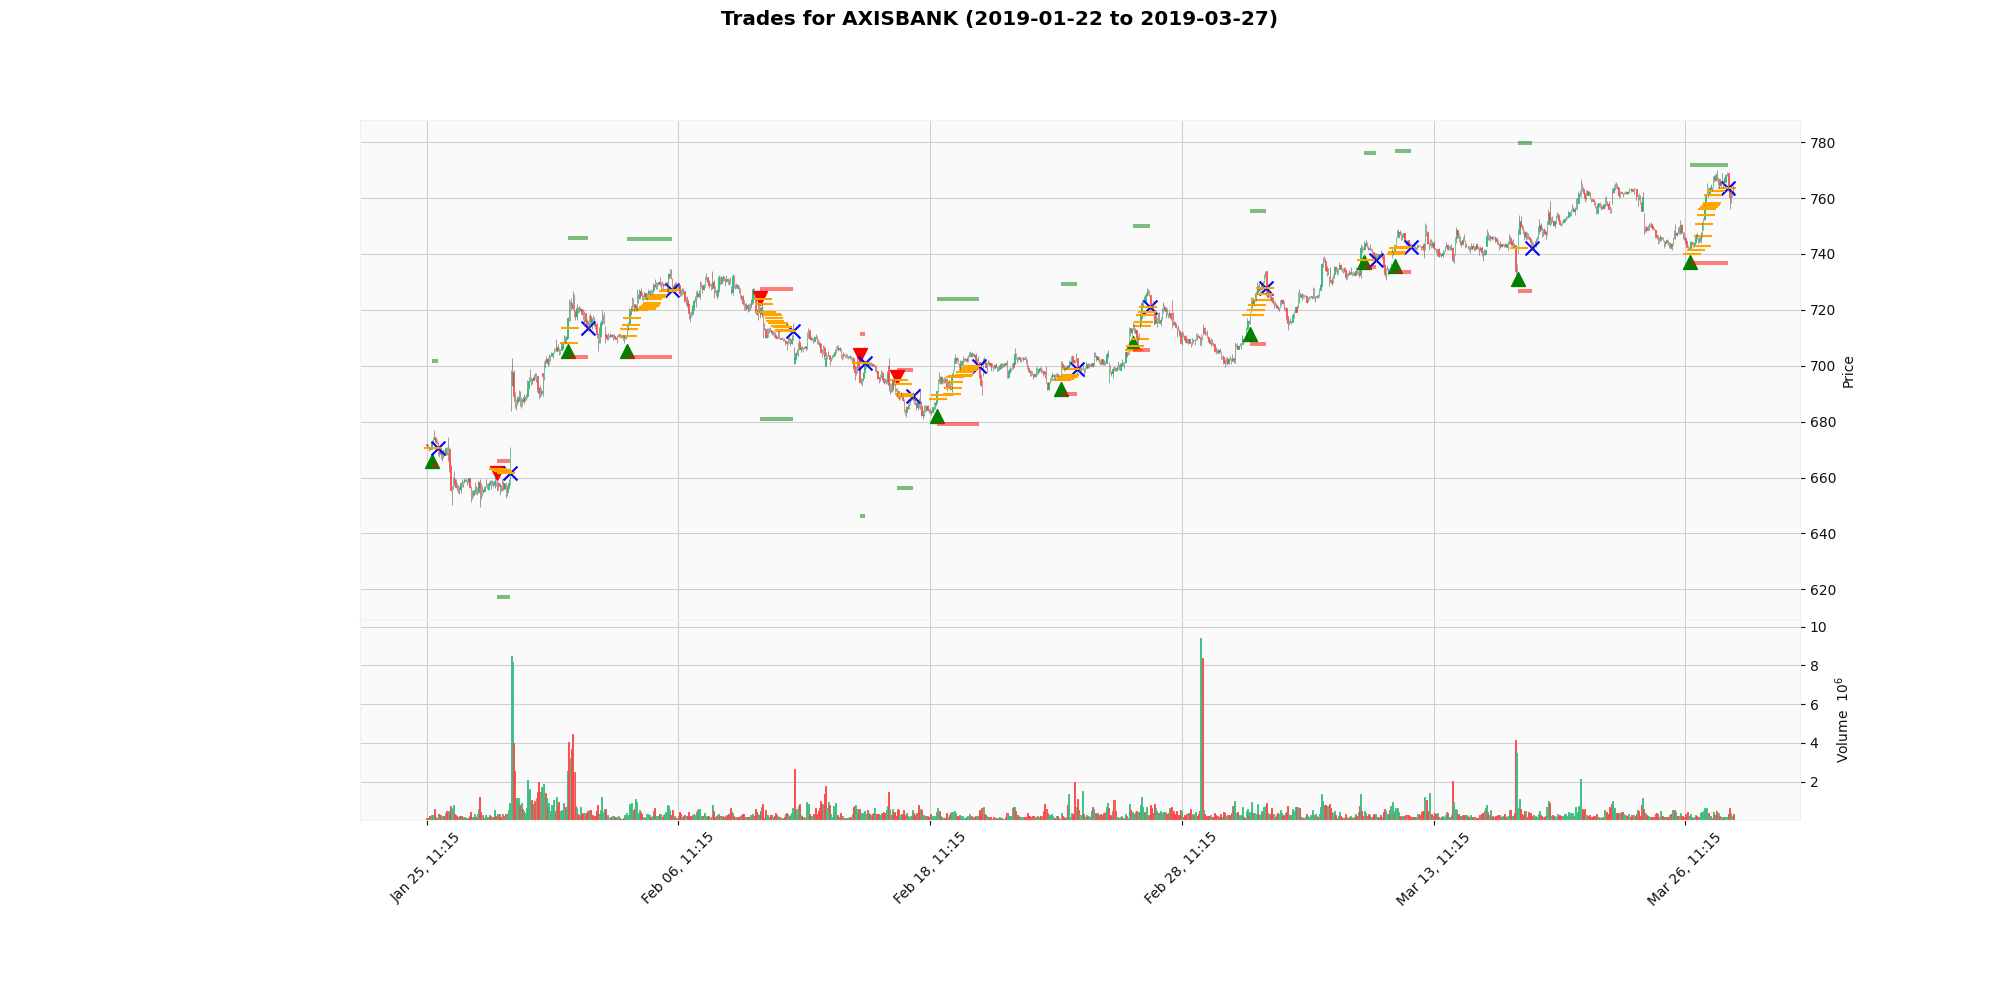 Trades for AXISBANK (2019-01-22 to 2019-03-27)
780
760
740
720
700
680
660
640
620
Price
10
8
6
4
2
Volume 10⁶
Jan 25, 11:15
Feb 06, 11:15
Feb 18, 11:15
Feb 28, 11:15
Mar 13, 11:15
Mar 26, 11:15